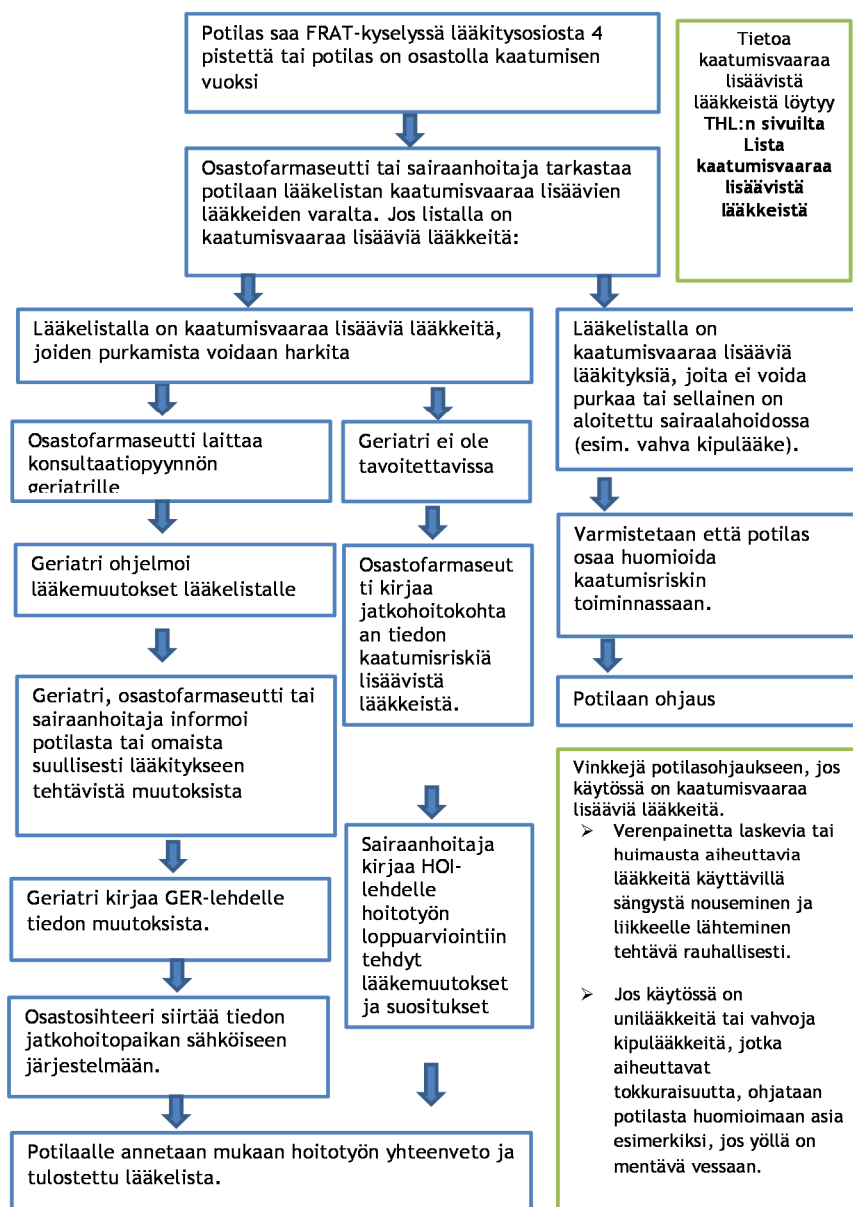 Potilas saa FRAT-kyselyssä lääkitysosiosta 4
pistettä tai potilas on osastolla kaatumisen
vuoksi
Tietoa
kaatumisvaaraa
lisäävistä
lääkkeistä löytyy
THL:n sivuilta
Lista
kaatumisvaaraa
lisäävistä
lääkkeistä
Osastofarmaseutti tai sairaanhoitaja tarkastaa
potilaan lääkelistan kaatumisvaaraa lisäävien
lääkkeiden varalta. Jos listalla on
kaatumisvaaraa lisääviä lääkkeitä:
Lääkelistalla on kaatumisvaaraa lisääviä lääkkeitä,
joiden purkamista voidaan harkita
Osastofarmaseutti laittaa
konsultaatiopyynnön
geriatrille
Geriatri ohjelmoi
lääkemuutokset lääkelistalle
Geriatri, osastofarmaseutti tai
sairaanhoitaja informoi
potilasta tai omaista
suullisesti lääkitykseen
tehtävistä muutoksista
Geriatri kirjaa GER-lehdelle
tiedon muutoksista.
Osastosihteeri siirtää tiedon
jatkohoitopaikan sähköiseen
järjestelmään.
Geriatri ei ole
tavoitettavissa
Osastofarmaseut
ti kirjaa
jatkohoitokohta
an tiedon
kaatumisriskiä
lisäävistä
lääkkeistä.
Sairaanhoitaja
kirjaa HOI-
lehdelle
hoitotyön
loppuarviointiin
tehdyt
lääkemuutokset
ja suositukset
Potilaalle annetaan mukaan hoitotyön yhteenveto ja
tulostettu lääkelista.
Lääkelistalla on
kaatumisvaaraa lisääviä
lääkityksiä, joita ei voida
purkaa tai sellainen on
aloitettu sairaalahoidossa
(esim. vahva kipulääke).
Varmistetaan että potilas
osaa huomioida
kaatumisriskin
toiminnassaan.
Potilaan ohjaus
Vinkkejä potilasohjaukseen, jos
käytössä on kaatumisvaaraa
lisääviä lääkkeitä.
➢ Verenpainetta laskevia tai
huimausta aiheuttavia
lääkkeitä käyttävillä
sängystä nouseminen ja
liikkeelle lähteminen
tehtävä rauhallisesti.
➢ Jos käytössä on
unilääkkeitä tai vahvoja
kipulääkkeitä, jotka
aiheuttavat
tokkuraisuutta, ohjataan
potilasta huomioimaan asia
esimerkiksi, jos yöllä on
mentävä vessaan.